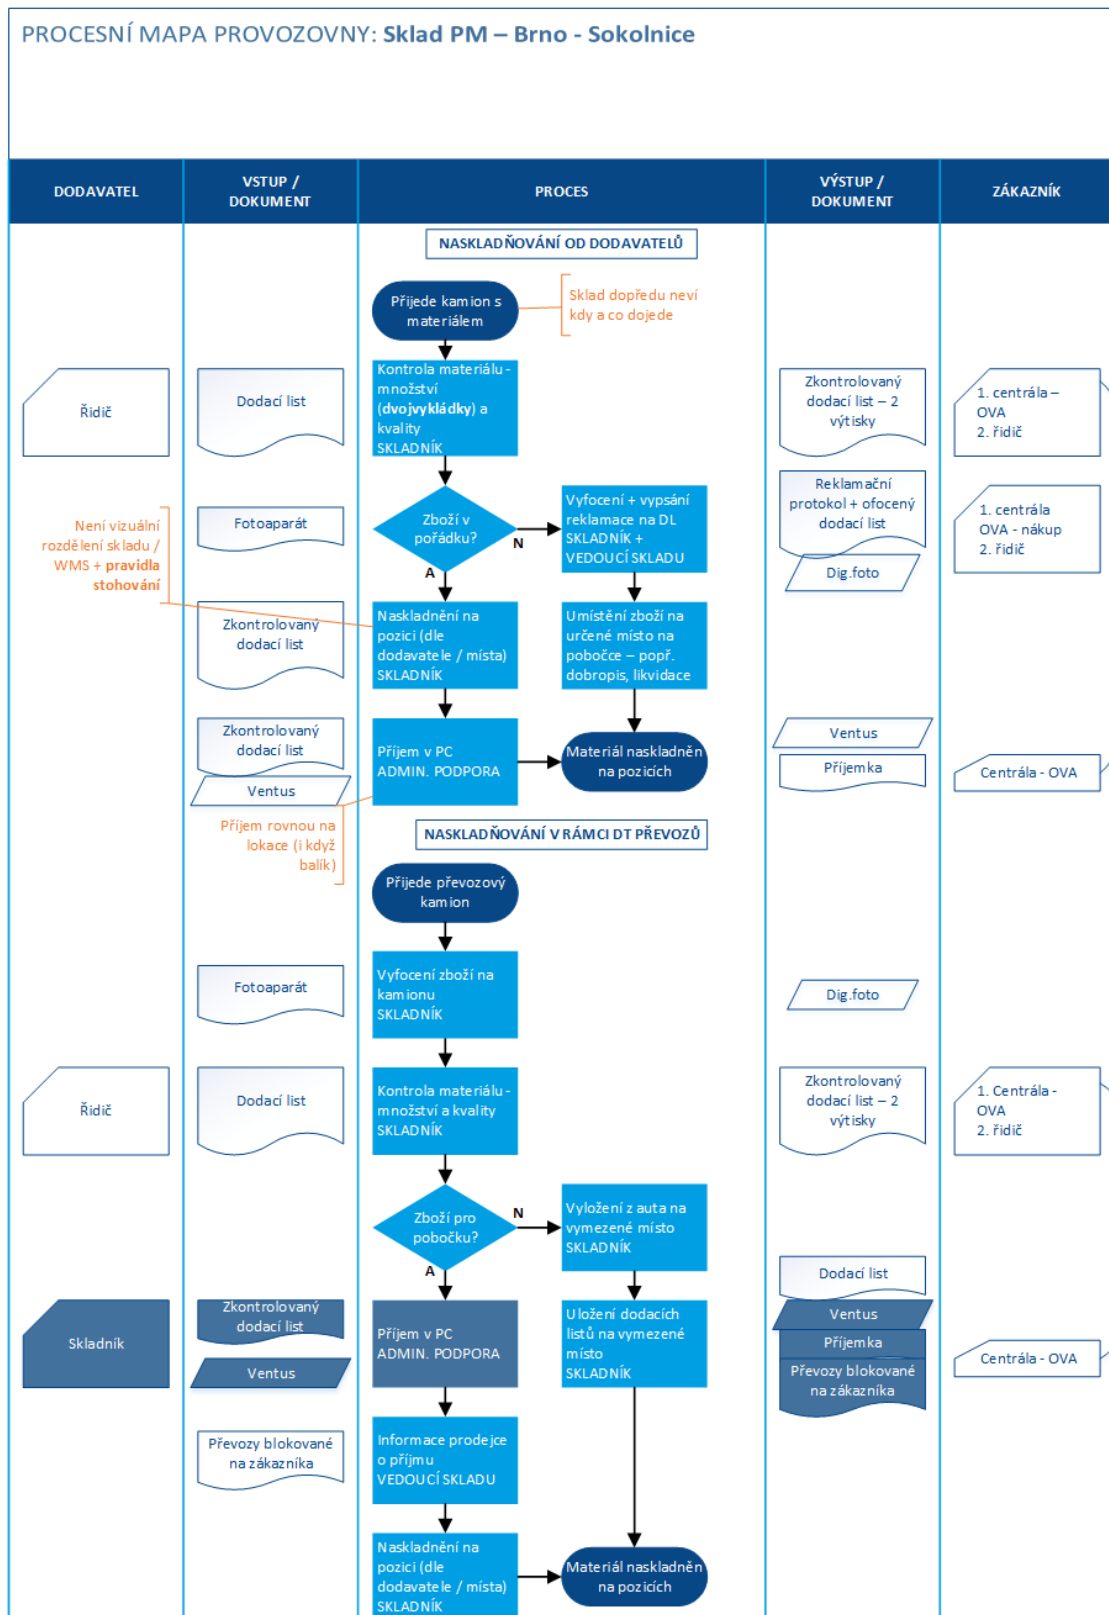 PROCESNÍ MAPA PROVOZOVNY: Sklad PM – Brno - Sokolnice
DODAVATEL
VSTUP /
DOKUMENT
PROCES
VÝSTUP /
DOKUMENT
ZÁKAZNÍK
NASKLADŇOVÁNÍ OD DODAVATELŮ
Přijede kamion s
materiálem
Sklad dopředu neví
kdy a co dojede
Řidič
Dodací list
Kontrola materiálu -
množství
(dvojvykládky) a
kvality
SKLADNÍK
Zkontrolovaný
dodací list – 2
výtisky
1. centrála –
OVA
2. řidič
Není vizuální
rozdělení skladu /
WMS + pravidla
stohování
Fotoaparát
Zboží v
pořádku?
N
A
Vyfocení + vypsání
reklamace na DL
SKLADNÍK +
VEDOUCÍ SKLADU
Reklamační
protokol + ofocený
dodací list
Dig.foto
1. centrála
OVA - nákup
2. řidič
Zkontrolovaný
dodací list
Naskladnění na
pozici (dle
dodavatele / místa)
SKLADNÍK
Umístění zboží na
určené místo na
pobočce – popř.
dobropis, likvidace
Zkontrolovaný
dodací list
Ventus
Příjem v PC
ADMIN. PODPORA
Materiál naskladněn
na pozicích
Ventus
Příjemka
Centrála - OVA
Příjem rovnou na
lokace (i když
balík)
NASKLADŇOVÁNÍ V RÁMCI DT PŘEVOZŮ
Přijede převozový
kamion
Fotoaparát
Vyfocení zboží na
kamionu
SKLADNÍK
Dig.foto
Řidič
Dodací list
Kontrola materiálu -
množství a kvality
SKLADNÍK
Zkontrolovaný
dodací list – 2
výtisky
1. Centrála -
OVA
2. řidič
Zboží pro
pobočku?
N
A
Vyložení z auta na
vymezené místo
SKLADNÍK
Dodací list
Skladník
Zkontrolovaný
dodací list
Ventus
Příjem v PC
ADMIN. PODPORA
Uložení dodacích
listů na vymezené
místo
SKLADNÍK
Ventus
Příjemka
Převozy blokované
na zákazníka
Centrála - OVA
Převozy blokované
na zákazníka
Informace prodejce
o příjmu
VEDOUCÍ SKLADU
Naskladnění na
pozici (dle
dodavatele / místa)
SKLADNÍK
Materiál naskladněn
na pozicích